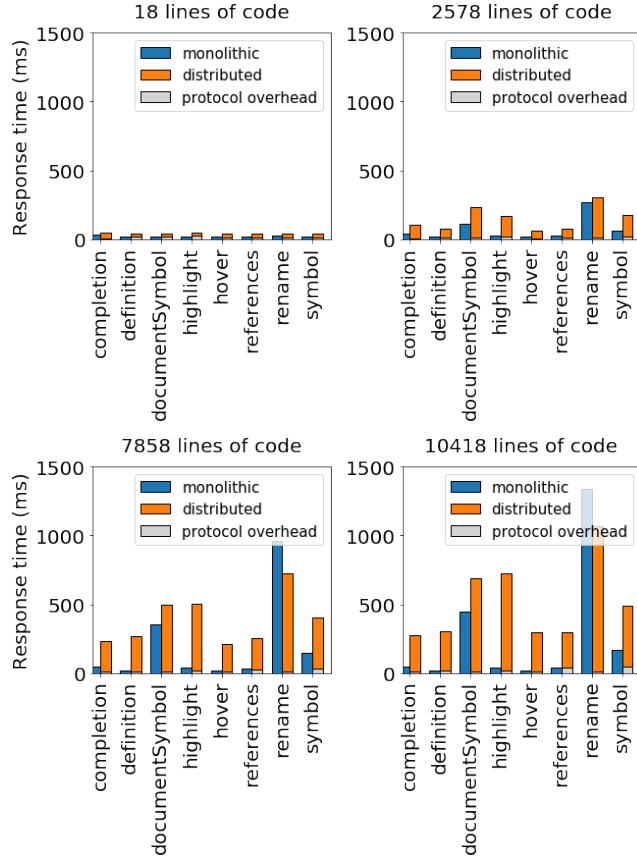 18 lines of code
Response time (ms)
1500
1000
500
0
monolithic
distributed
protocol overhead
completion
definition
documentSymbol
highlight
hover
references
rename
symbol
2578 lines of code
1500
1000
500
0
monolithic
distributed
protocol overhead
completion
definition
documentSymbol
highlight
hover
references
rename
symbol
7858 lines of code
Response time (ms)
1500
1000
500
0
monolithic
distributed
protocol overhead
completion
definition
documentSymbol
highlight
hover
references
rename
symbol
10418 lines of code
1500
1000
500
0
monolithic
distributed
protocol overhead
completion
definition
documentSymbol
highlight
hover
references
rename
symbol